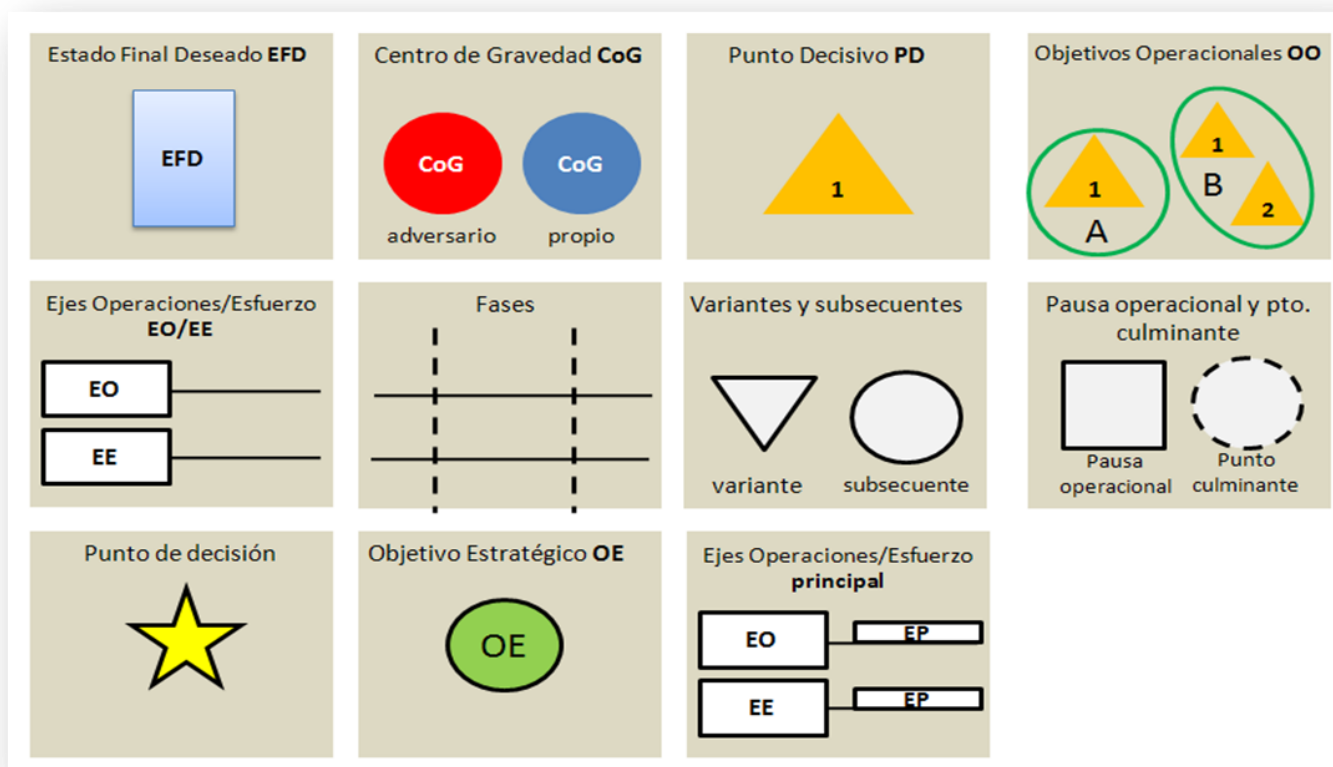 Estado Final Deseado EFD
EFD
Centro de Gravedad CoG
CoG
CoG
adversario
propio
Punto Decisivo PD
1
Objetivos Operacionales OO
1
A
1
B
2
Ejes Operaciones/Esfuerzo
EO/EE
EO
EE
Fases
Variantes y subsecuentes
variante
subsecuente
Pausa operacional y pto.
culminante
Pausa
operacional
Punto
culminante
Punto de decisión
Objetivo Estratégico OE
OE
Ejes Operaciones/Esfuerzo
principal
EO
EP
EE
EP